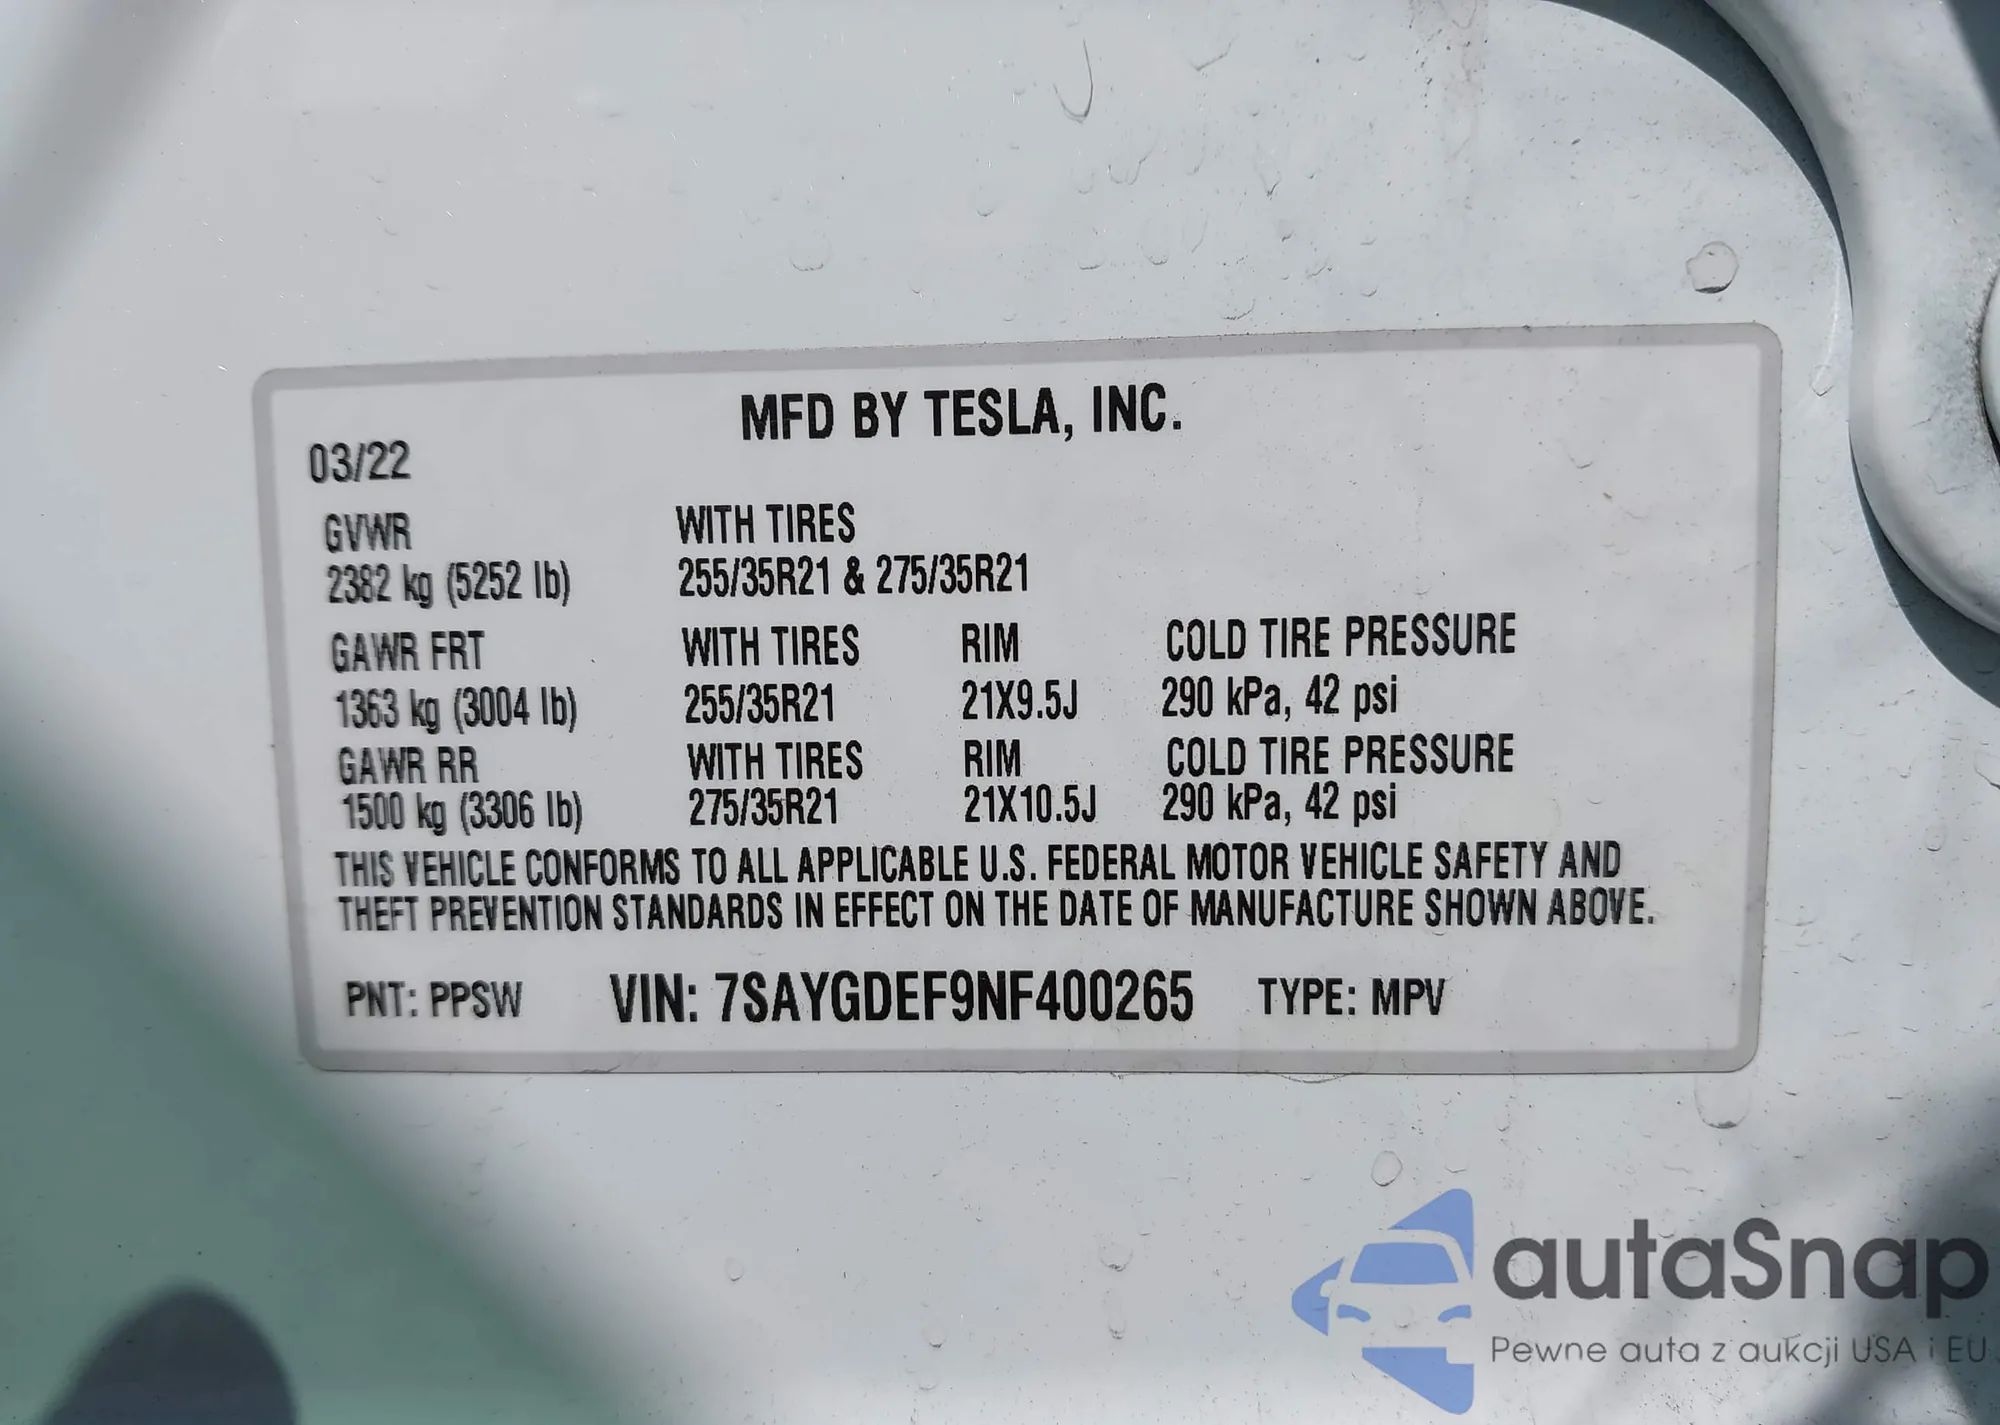 MFD BY TESLA, INC.
03/22
GVWR WITH TIRES
2382 kg (5252 lb) 255/35R21 & 275/35R21
GAWR FRT WITH TIRES RIM COLD TIRE PRESSURE
1363 kg (3004 lb) 255/35R21 21X9.5J 290 kPa, 42 psi
GAWR RR WITH TIRES RIM COLD TIRE PRESSURE
1500 kg (3306 lb) 275/35R21 21X10.5J 290 kPa, 42 psi
THIS VEHICLE CONFORMS TO ALL APPLICABLE U.S. FEDERAL MOTOR VEHICLE SAFETY AND
THEFT PREVENTION STANDARDS IN EFFECT ON THE DATE OF MANUFACTURE SHOWN ABOVE.
PNT: PPSW VIN: 7SAYGDEF9NF400265 TYPE: MPV
autaSnap
Pewne auta z aukcji USA i EU